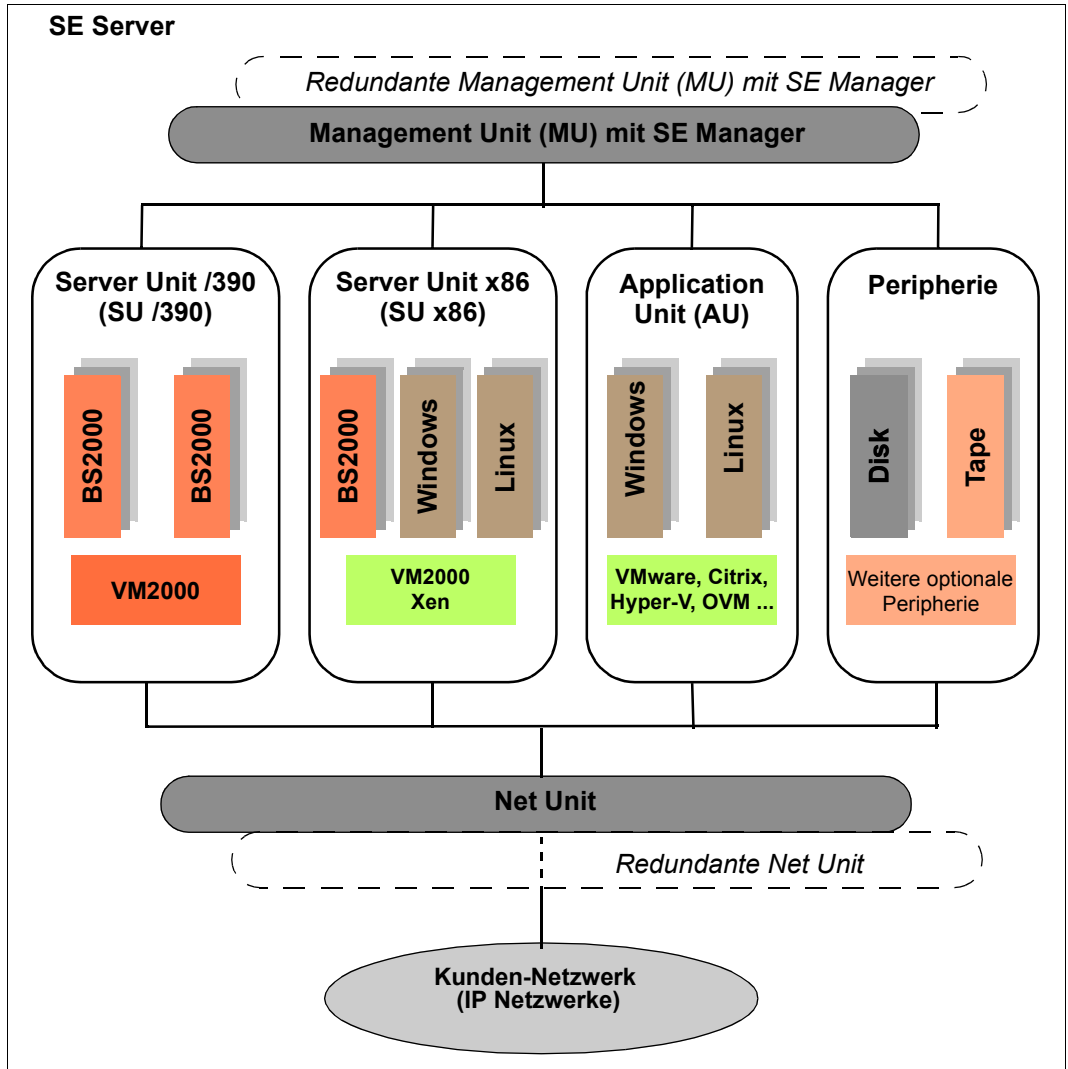 SE Server
Redundante Management Unit (MU) mit SE Manager
Management Unit (MU) mit SE Manager
Server Unit /390
(SU /390)
BS2000
BS2000
VM2000
Server Unit x86
(SU x86)
BS2000
Windows
Linux
VM2000
Xen
Application
Unit (AU)
Windows
Linux
VMware, Citrix,
Hyper-V, OVM ...
Peripherie
Disk
Tape
Weitere optionale
Peripherie
Net Unit
Redundante Net Unit
Kunden-Netzwerk
(IP Netzwerke)